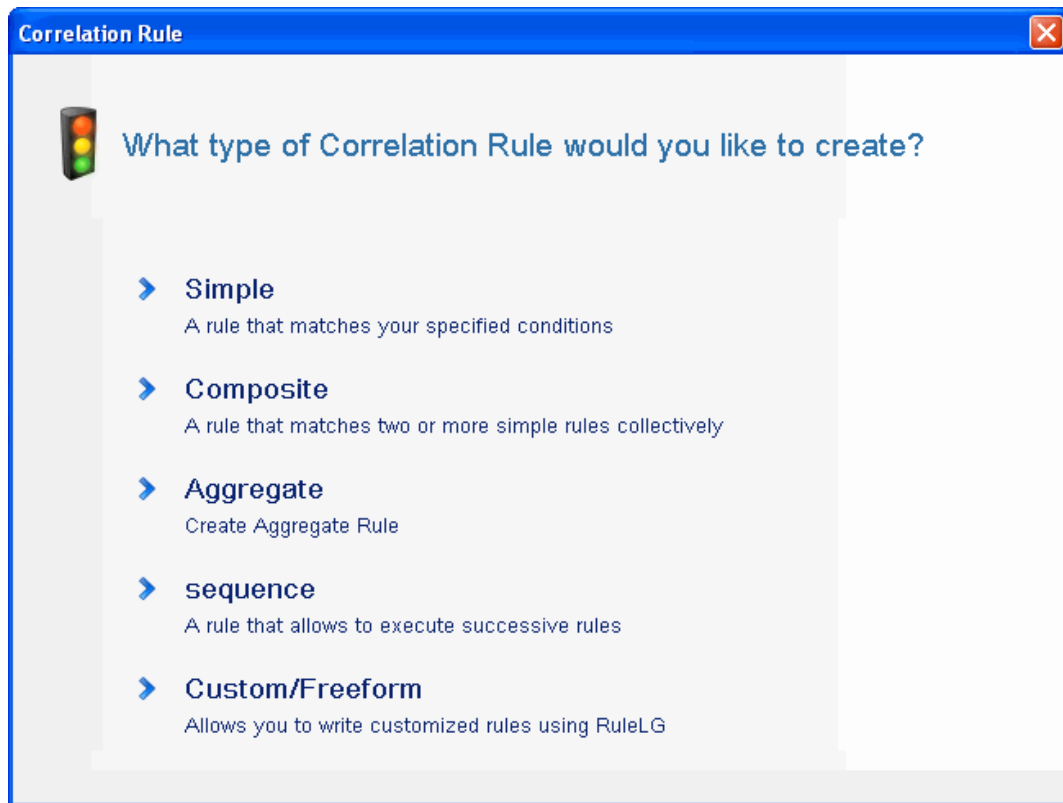 Correlation Rule
What type of Correlation Rule would you like to create?
Simple
A rule that matches your specified conditions
Composite
A rule that matches two or more simple rules collectively
Aggregate
Create Aggregate Rule
sequence
A rule that allows to execute successive rules
Custom/Freeform
Allows you to write customized rules using RuleLG